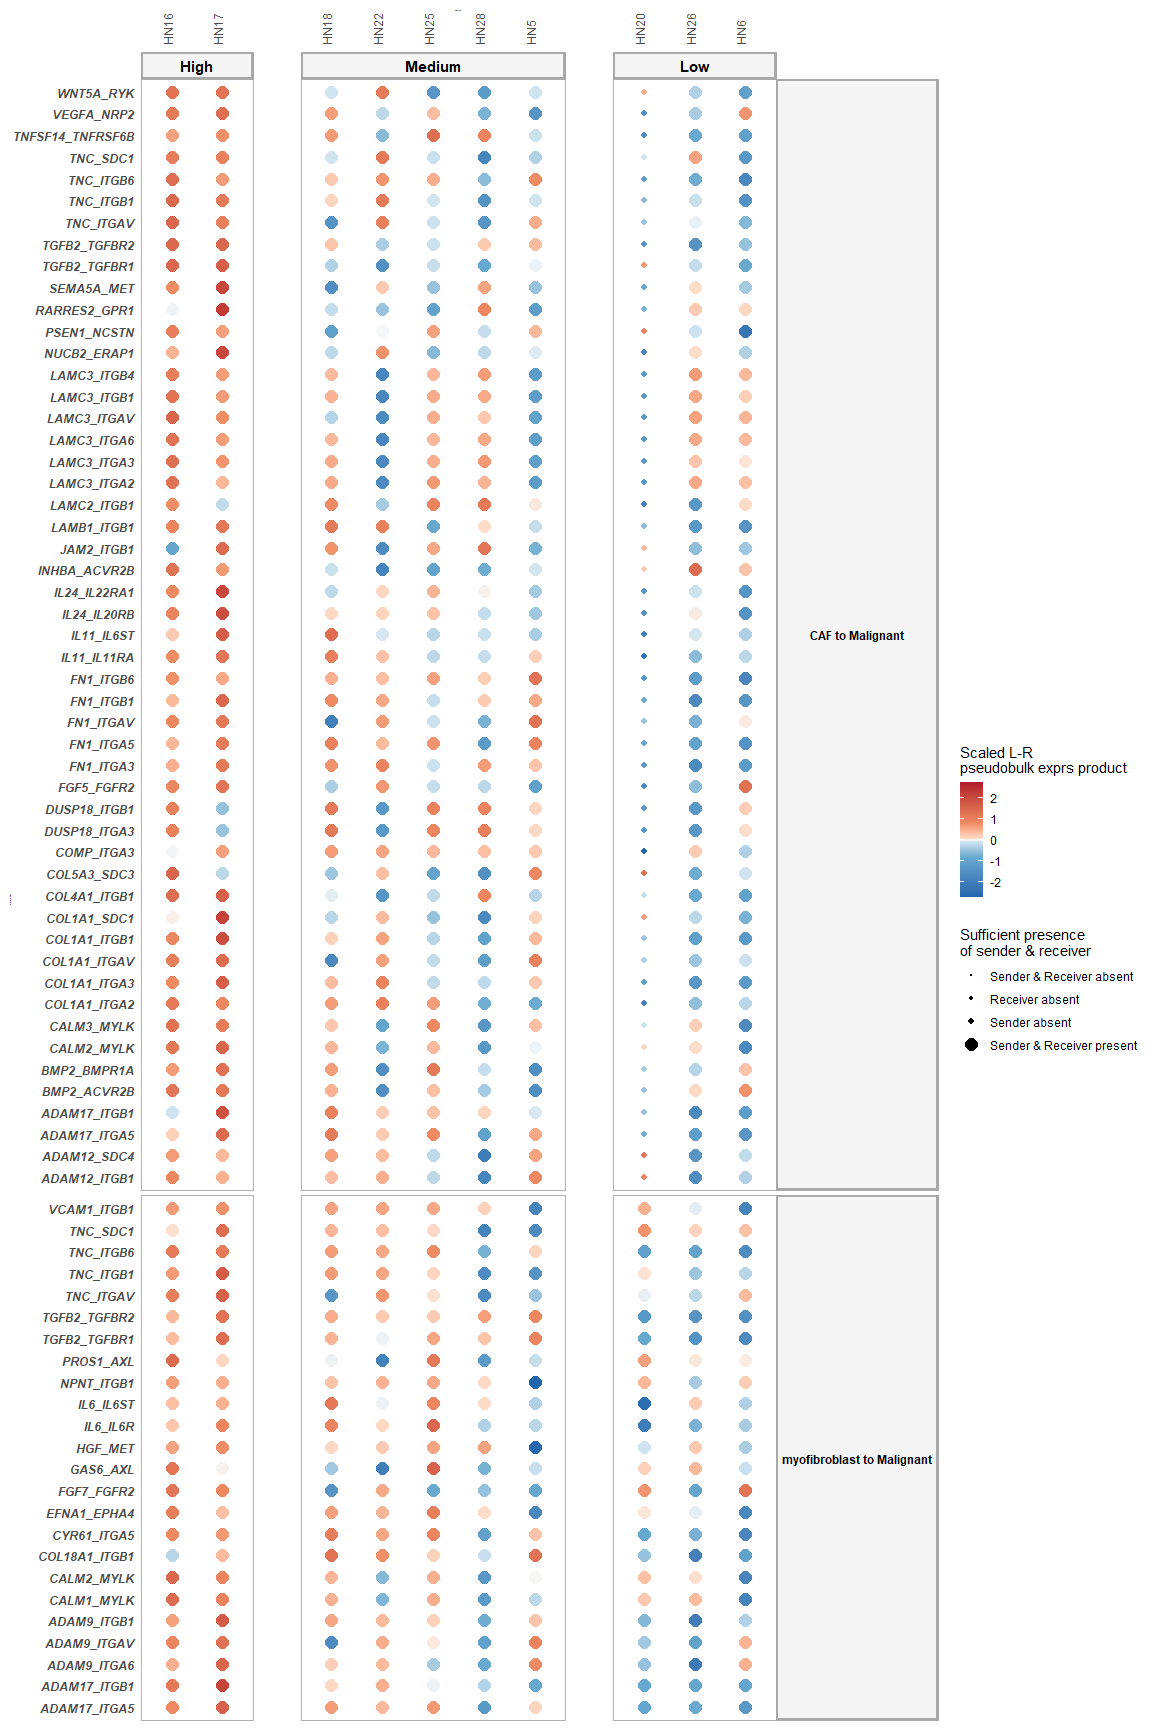 HN16
HN17
HN18
HN22
HN25
HN28
HN5
HN20
HN26
HN6
High
Medium
Low
WNT5A_RYK
VEGFA_NRP2
TNFSF14_TNFRSF6B
TNC_SDC1
TNC_ITGB6
TNC_ITGB1
TNC_ITGAV
TGFB2_TGFBR2
TGFB2_TGFBR1
SEMA5A_MET
RARRES2_GPR1
PSEN1_NCSTN
NUCB2_ERAP1
LAMC3_ITGB4
LAMC3_ITGB1
LAMC3_ITGAV
LAMC3_ITGA6
LAMC3_ITGA3
LAMC3_ITGA2
LAMC2_ITGB1
LAMB1_ITGB1
JAM2_ITGB1
INHBA_ACVR2B
IL24_IL22RA1
IL24_IL20RB
IL11_IL6ST
IL11_IL11RA
FN1_ITGB6
FN1_ITGB1
FN1_ITGAV
FN1_ITGA5
FN1_ITGA3
FGF5_FGFR2
DUSP18_ITGB1
DUSP18_ITGA3
COMP_ITGA3
COL5A3_SDC3
COL4A1_ITGB1
COL1A1_SDC1
COL1A1_ITGB1
COL1A1_ITGAV
COL1A1_ITGA3
COL1A1_ITGA2
CALM3_MYLK
CALM2_MYLK
BMP2_BMPR1A
BMP2_ACVR2B
ADAM17_ITGB1
ADAM17_ITGA5
ADAM12_SDC4
ADAM12_ITGB1
CAF to Malignant
VCAM1_ITGB1
TNC_SDC1
TNC_ITGB6
TNC_ITGB1
TNC_ITGAV
TGFB2_TGFBR2
TGFB2_TGFBR1
PROS1_AXL
NPNT_ITGB1
IL6_IL6ST
IL6_IL6R
HGF_MET
GAS6_AXL
FGF7_FGFR2
EFNA1_EPHA4
CYR61_ITGA5
COL18A1_ITGB1
CALM2_MYLK
CALM1_MYLK
ADAM9_ITGB1
ADAM9_ITGAV
ADAM9_ITGA6
ADAM17_ITGB1
ADAM17_ITGA5
myofibroblast to Malignant
Scaled L-R
pseudobulk exprs product
2
1
0
-1
-2
Sufficient presence
of sender & receiver
Sender & Receiver absent
Receiver absent
Sender absent
Sender & Receiver present